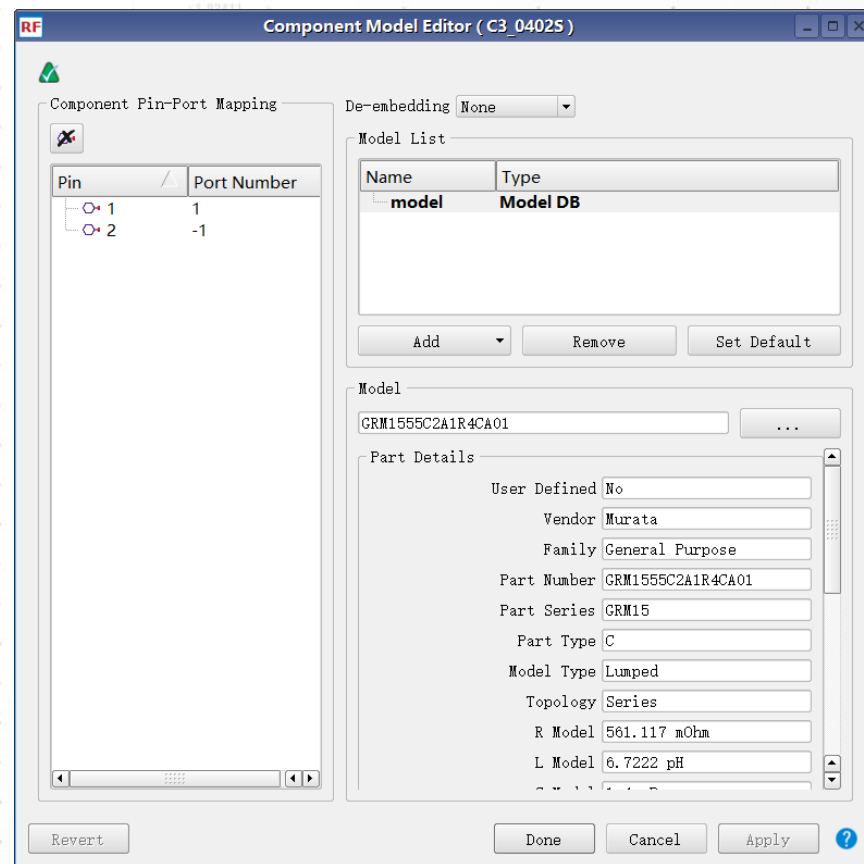 RF Component Model Editor ( C3_0402S )
Component Pin-Port Mapping
Pin Port Number
1 1
2 -1
De-embedding None
Model List
Name Type
model Model DB
Add Remove Set Default
Model
GRM1555C2A1R4CA01 ...
Part Details
User Defined No
Vendor Murata
Family General Purpose
Part Number GRM1555C2A1R4CA01
Part Series GRM15
Part Type C
Model Type Lumped
Topology Series
R Model 561.117 mOhm
L Model 6.7222 pH
Revert Done Cancel Apply ?